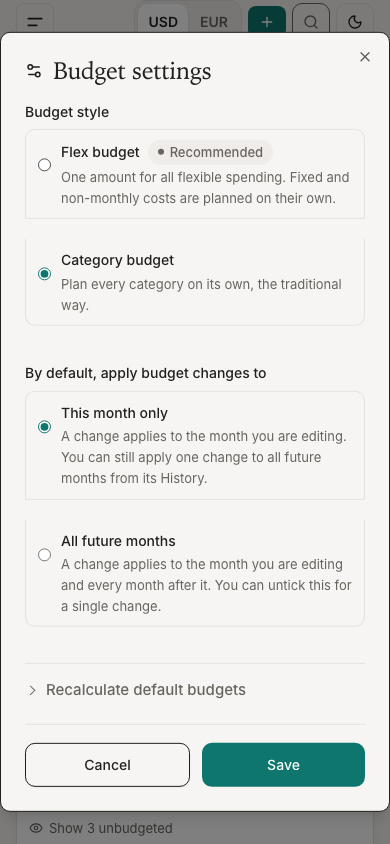 USD EUR
Budget settings
Budget style
Flex budget Recommended
One amount for all flexible spending. Fixed and
non-monthly costs are planned on their own.
Category budget
Plan every category on its own, the traditional
way.
By default, apply budget changes to
This month only
A change applies to the month you are editing.
You can still apply one change to all future
months from its History.
All future months
A change applies to the month you are editing
and every month after it. You can untick this for
a single change.
Recalculate default budgets
Cancel Save
Show 3 unbudgeted